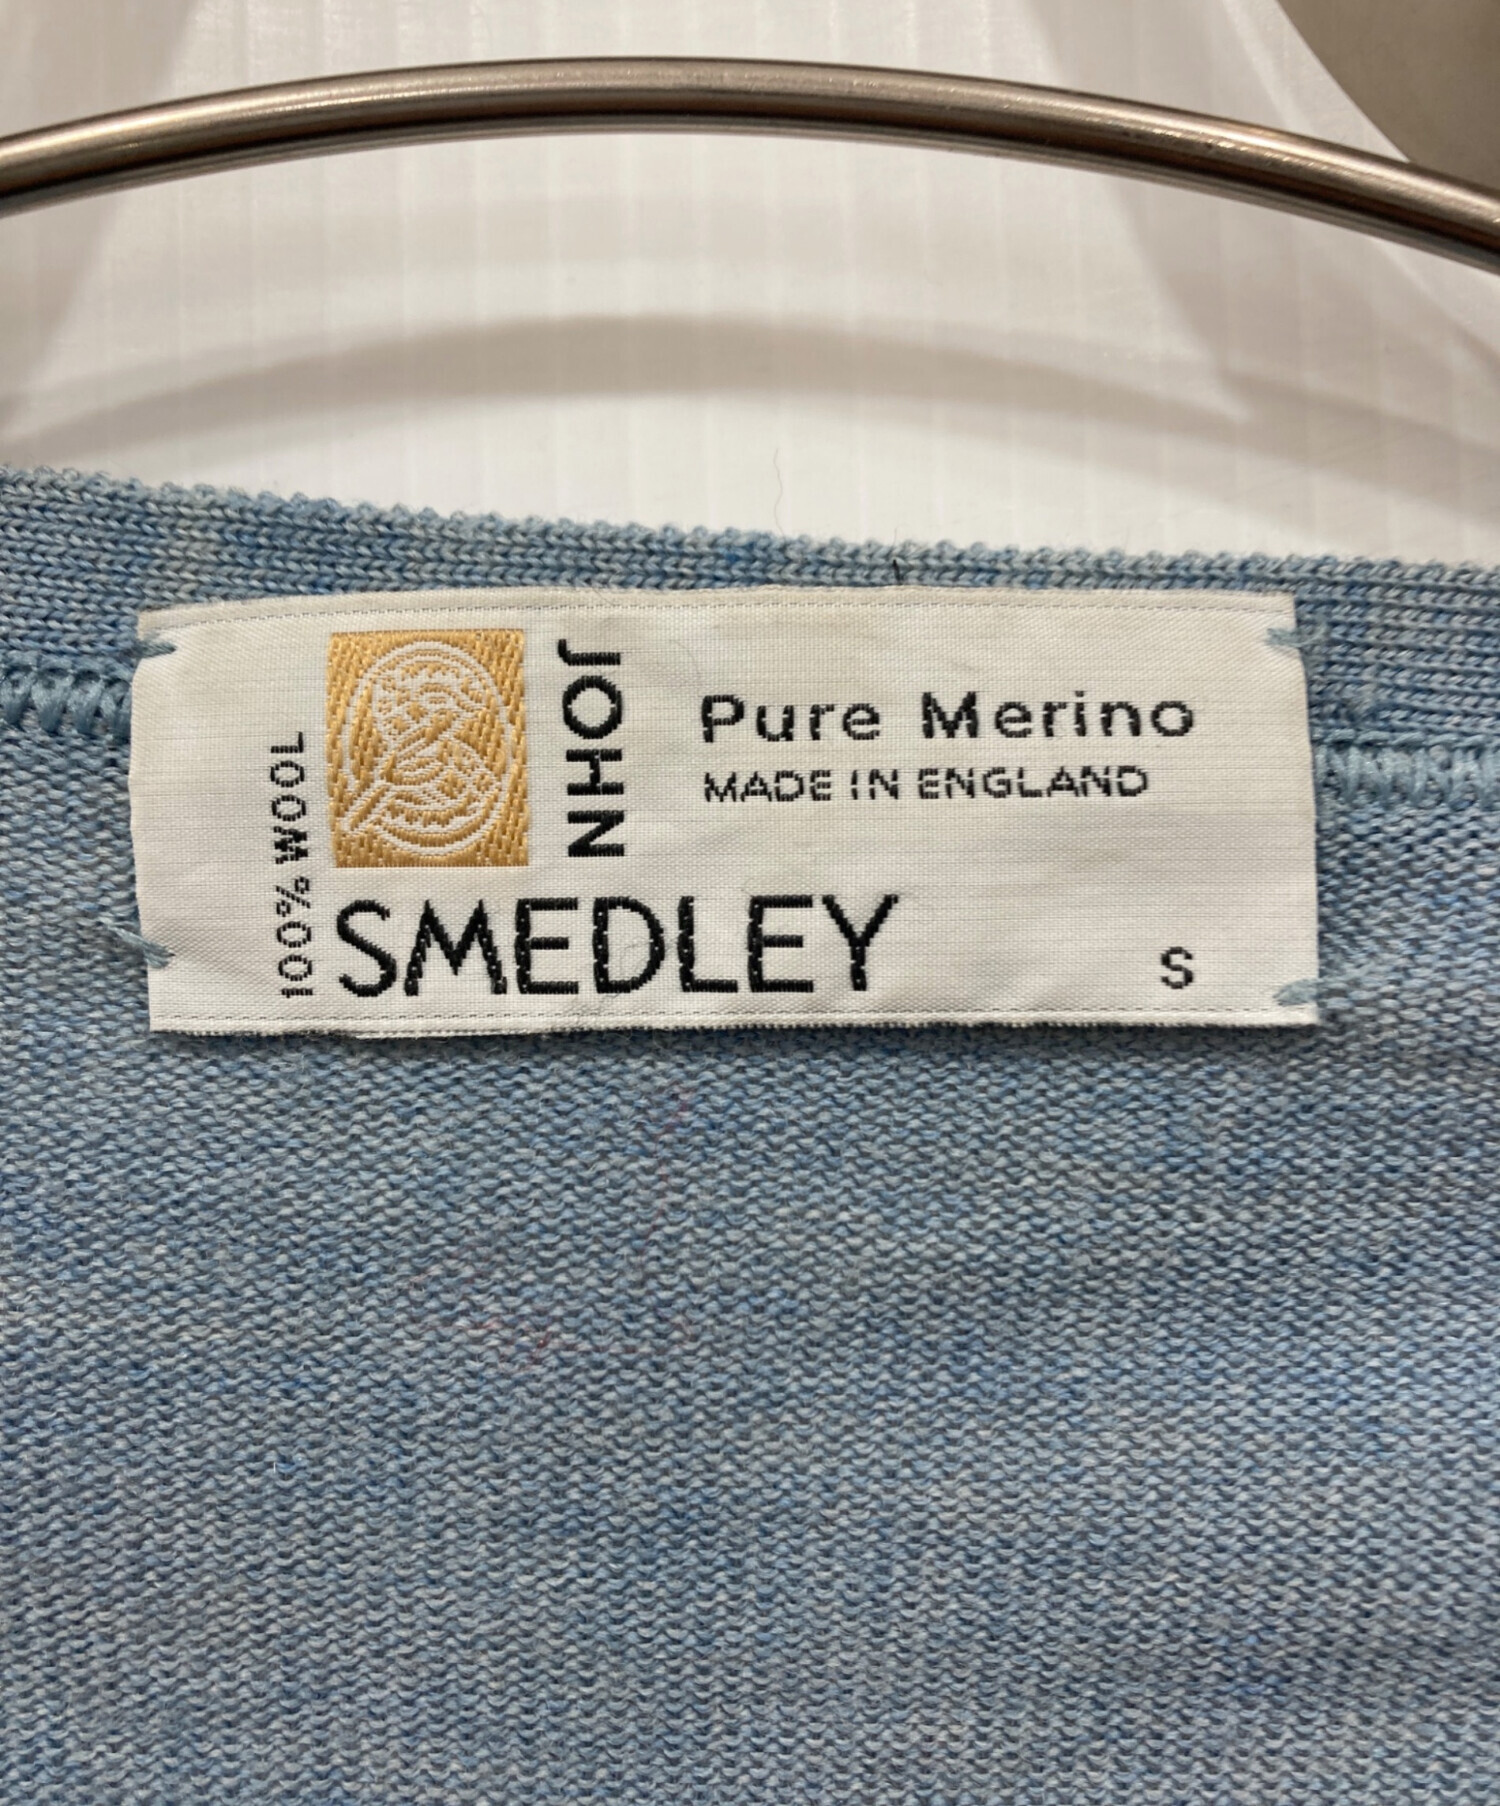 100% WOOL
JOHN
SMEDLEY
Pure Merino
MADE IN ENGLAND
S